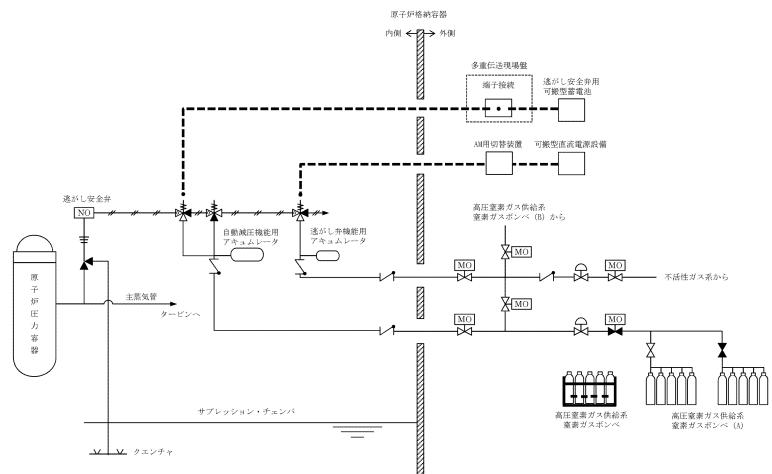 原子炉格納容器
内側
外側
多重伝送現場盤
端子接続
逃がし安全弁用
可搬型蓄電池
AM用切替装置
可搬型直流電源設備
逃がし安全弁
NO
高圧窒素ガス供給系
窒素ガスボンベ（B）から
自動減圧機能用
アキュムレータ
逃がし弁機能用
アキュムレータ
MO
MO
MO
不活性ガス系から
原子炉圧力容器
主蒸気管
タービンへ
MO
MO
MO
高圧窒素ガス供給系
窒素ガスボンベ
高圧窒素ガス供給系
窒素ガスボンベ（A）
サプレッション・チェンバ
クエンチャ